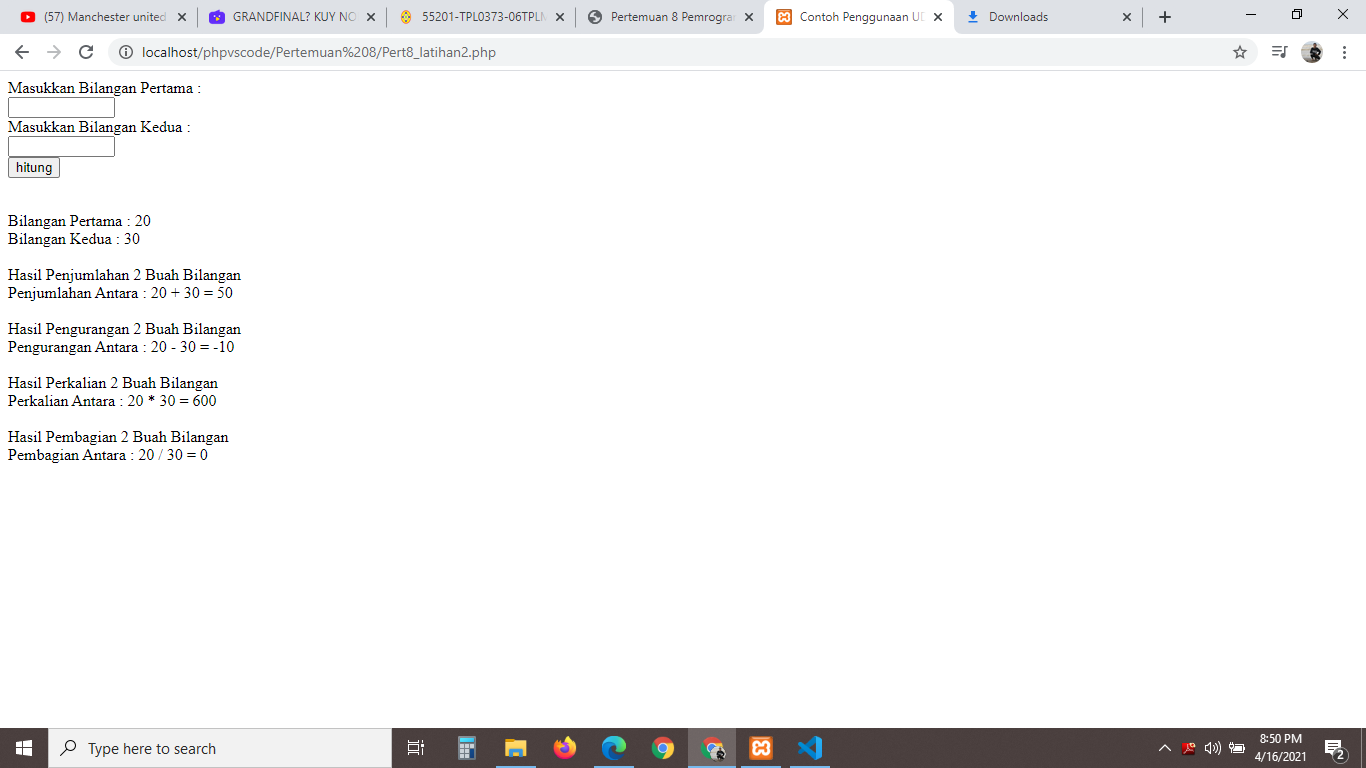 (57) Manchester united
GRANDFINAL? KUY NO
55201-TPL0373-06TPLM
Pertemuan 8 Pemrogra
Contoh Penggunaan UD
Downloads
localhost/phpvscode/Pertemuan%208/Pert8_latihan2.php
Masukkan Bilangan Pertama :
Masukkan Bilangan Kedua :
hitung
Bilangan Pertama : 20
Bilangan Kedua : 30
Hasil Penjumlahan 2 Buah Bilangan
Penjumlahan Antara : 20 + 30 = 50
Hasil Pengurangan 2 Buah Bilangan
Pengurangan Antara : 20 - 30 = -10
Hasil Perkalian 2 Buah Bilangan
Perkalian Antara : 20 * 30 = 600
Hasil Pembagian 2 Buah Bilangan
Pembagian Antara : 20 / 30 = 0
Type here to search
8:50 PM
4/16/2021
2